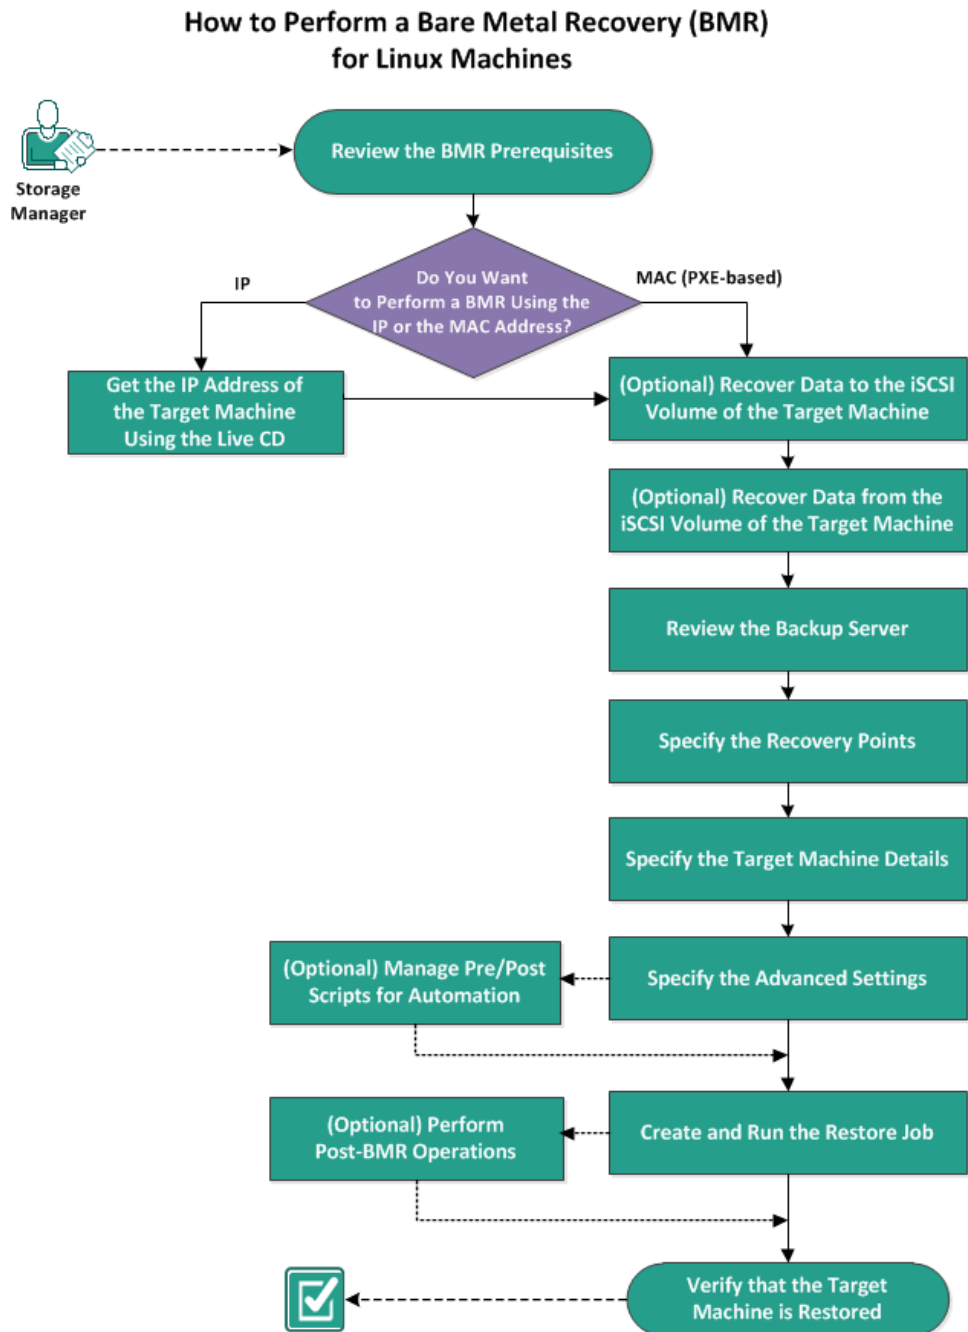 How to Perform a Bare Metal Recovery (BMR)
for Linux Machines
Review the BMR Prerequisites
Storage
Manager
Do You Want
to Perform a BMR Using the
IP or the MAC Address?
IP
MAC (PXE-based)
Get the IP Address of
the Target Machine
Using the Live CD
(Optional) Recover Data to the iSCSI
Volume of the Target Machine
(Optional) Recover Data from the
iSCSI Volume of the Target Machine
Review the Backup Server
Specify the Recovery Points
Specify the Target Machine Details
(Optional) Manage Pre/Post
Scripts for Automation
Specify the Advanced Settings
(Optional) Perform
Post-BMR Operations
Create and Run the Restore Job
Verify that the Target
Machine is Restored